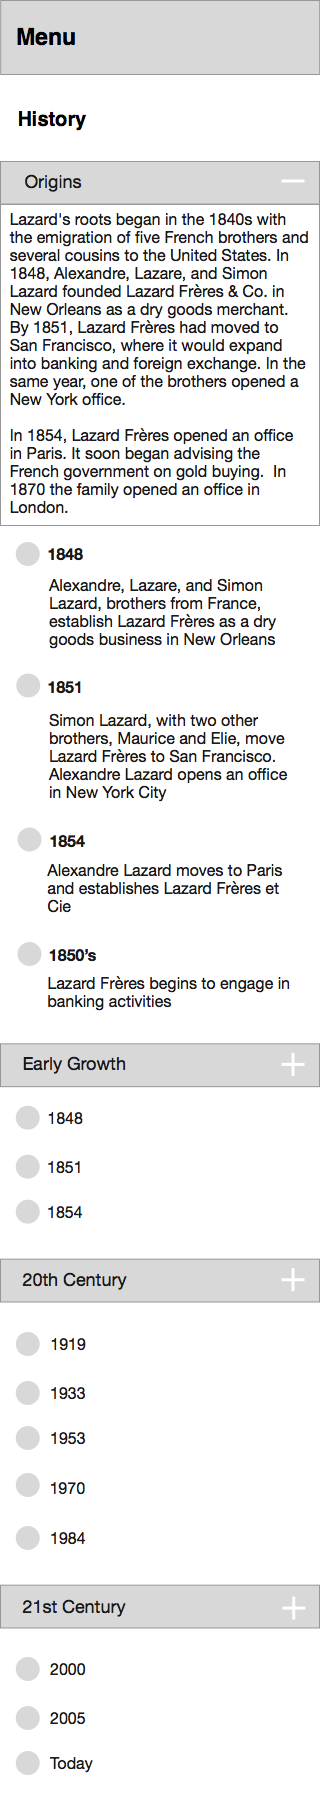 Menu
History
Origins
Lazard's roots began in the 1840s with
the emigration of five French brothers and
several cousins to the United States. In
1848, Alexandre, Lazare, and Simon
Lazard founded Lazard Frères & Co. in
New Orleans as a dry goods merchant.
By 1851, Lazard Frères had moved to
San Francisco, where it would expand
into banking and foreign exchange. In the
same year, one of the brothers opened a
New York office.
In 1854, Lazard Frères opened an office
in Paris. It soon began advising the
French government on gold buying.  In
1870 the family opened an office in
London.
1848
Alexandre, Lazare, and Simon
Lazard, brothers from France,
establish Lazard Frères as a dry
goods business in New Orleans
1851
Simon Lazard, with two other
brothers, Maurice and Elie, move
Lazard Frères to San Francisco.
Alexandre Lazard opens an office
in New York City
1854
Alexandre Lazard moves to Paris
and establishes Lazard Frères et
Cie
1850’s
Lazard Frères begins to engage in
banking activities
Early Growth
1848
1851
1854
20th Century
1919
1933
1953
1970
1984
21st Century
2000
2005
Today